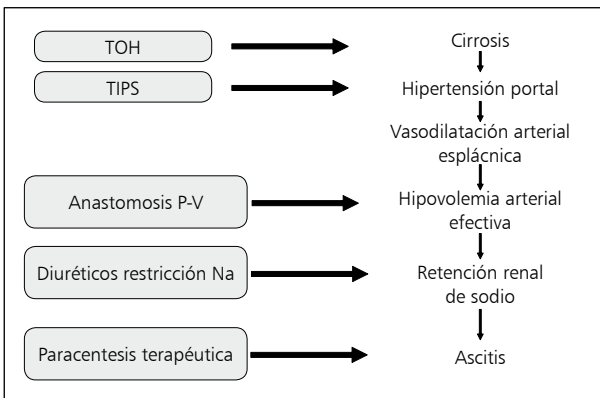 TOH
Cirrosis
TIPS
Hipertensión portal
Vasodilatación arterial
esplácnica
Anastomosis P-V
Hipovolemia arterial
efectiva
Diuréticos restricción Na
Retención renal
de sodio
Paracentesis terapéutica
Ascitis